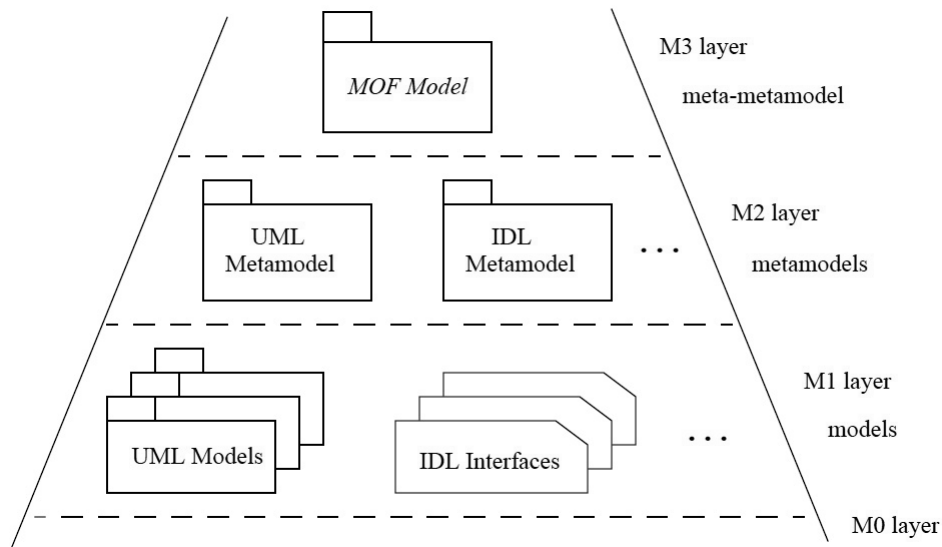 MOF Model
M3 layer
meta-metamodel
UML
Metamodel
IDL
Metamodel
...
M2 layer
metamodels
UML Models
IDL Interfaces
...
M1 layer
models
M0 layer